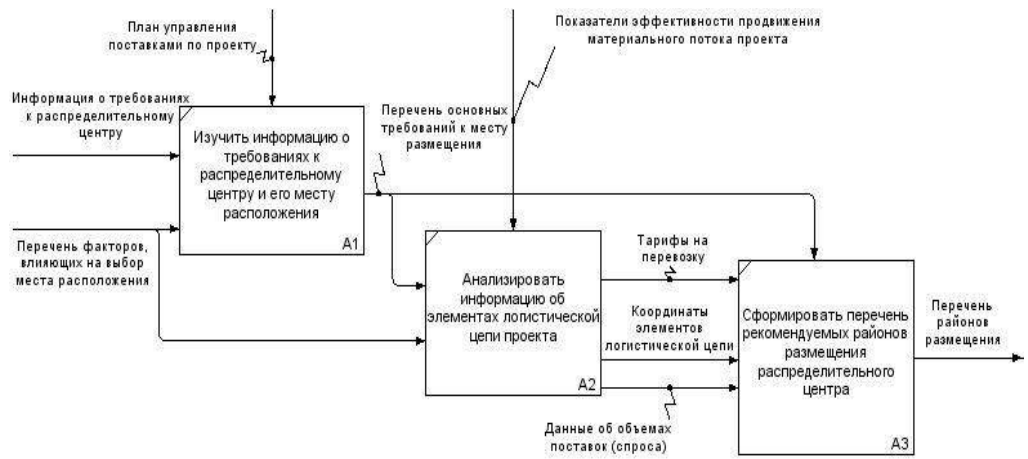 План управления
поставками по проекту
Показатели эффективности продвижения
материального потока проекта
Информация о требованиях
к распределительному
центру
Перечень основных
требований к месту
размещения
Изучить информацию о
требованиях к
распределительному
центру и его месту
расположения
A1
Перечень факторов,
влияющих на выбор
места расположения
Анализировать
информацию об
элементах логистической
цепи проекта
A2
Тарифы на
перевозку
Координаты
элементов
логистической цепи
Данные об объемах
поставок (спроса)
Сформировать перечень
рекомендуемых районов
размещения
распределительного
центра
A3
Перечень
районов
размещения